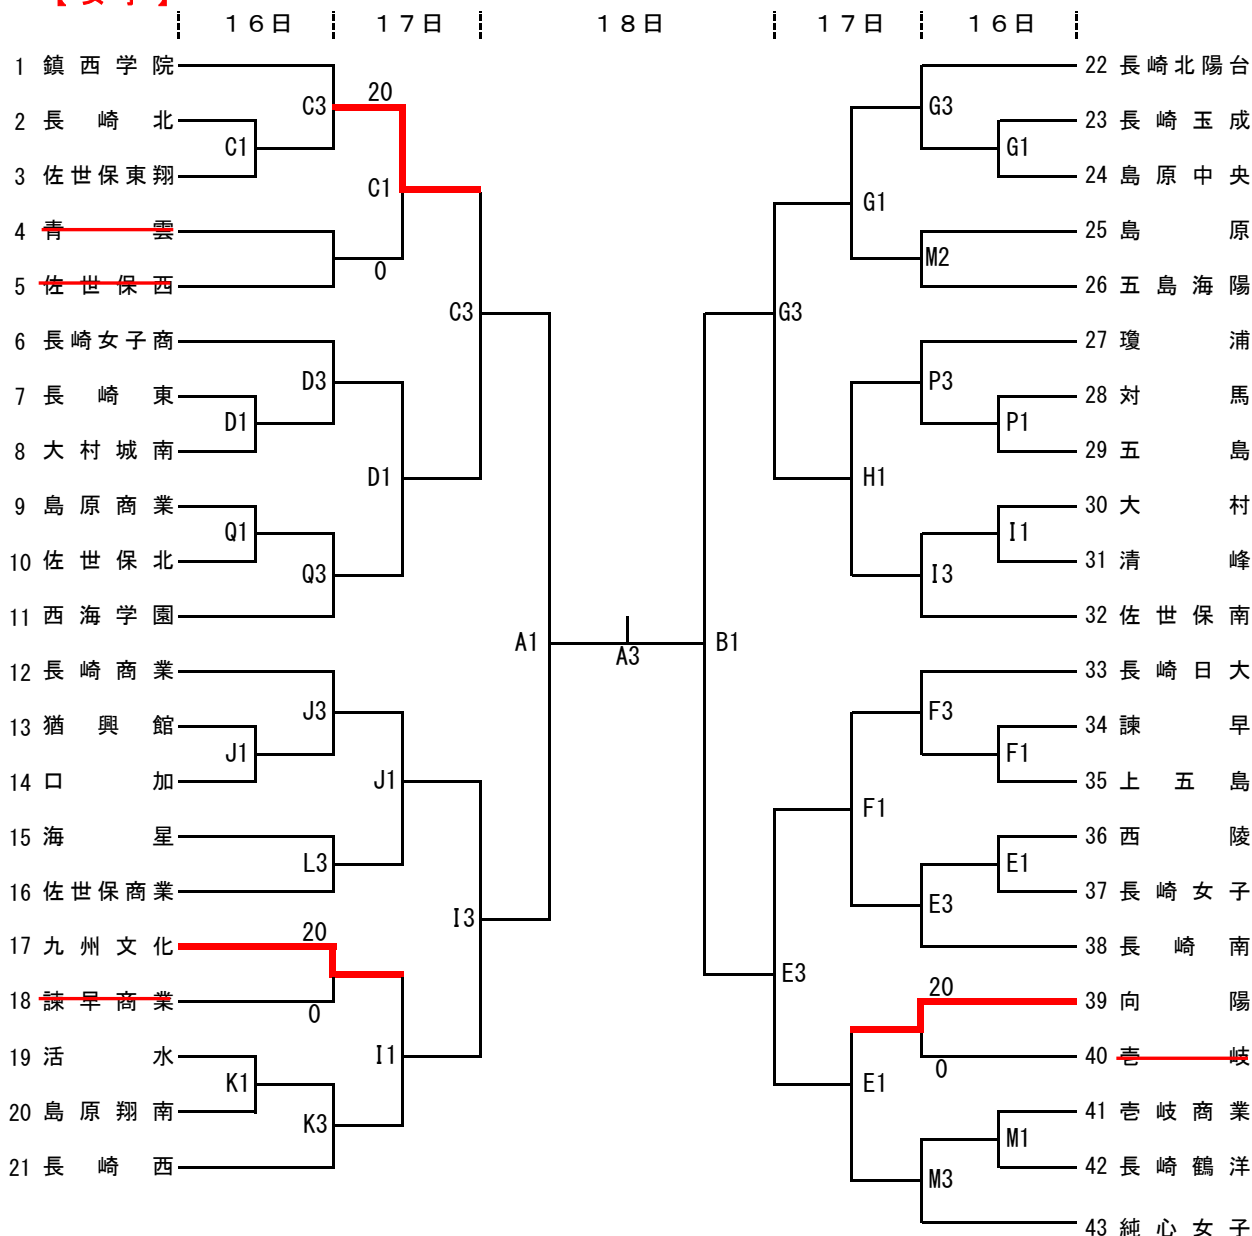 【女子】
16日 17日 18日 17日 16日
1 鎮西学院
2 長崎北
3 佐世保東翔
4 青雲
5 佐世保西
6 長崎女子商
7 長崎東
8 大村城南
9 島原商業
10 佐世保北
11 西海学園
12 長崎商業
13 猶興館
14 口加
15 海星
16 佐世保商業
17 九州文化
18 諫早商業
19 活水
20 島原翔南
21 長崎西
C3
20
C1
C1
0
C3
D3
D1
D1
Q1
Q3
A1
J3
J1
J1
L3
I3
20
0
I1
K1
K3
A3
B1
G3
G1
G1
M2
G3
P3
P1
H1
I1
I3
F3
F1
F1
E1
E3
E3
20
0
E1
M1
M3
22 長崎北陽台
23 長崎玉成
24 島原中央
25 島原
26 五島海陽
27 瓊浦
28 対馬
29 五島
30 大村
31 清峰
32 佐世保南
33 長崎日大
34 諫早
35 上五島
36 西陵
37 長崎女子
38 長崎南
39 向陽
40 壱岐
41 壱岐商業
42 長崎鶴洋
43 純心女子